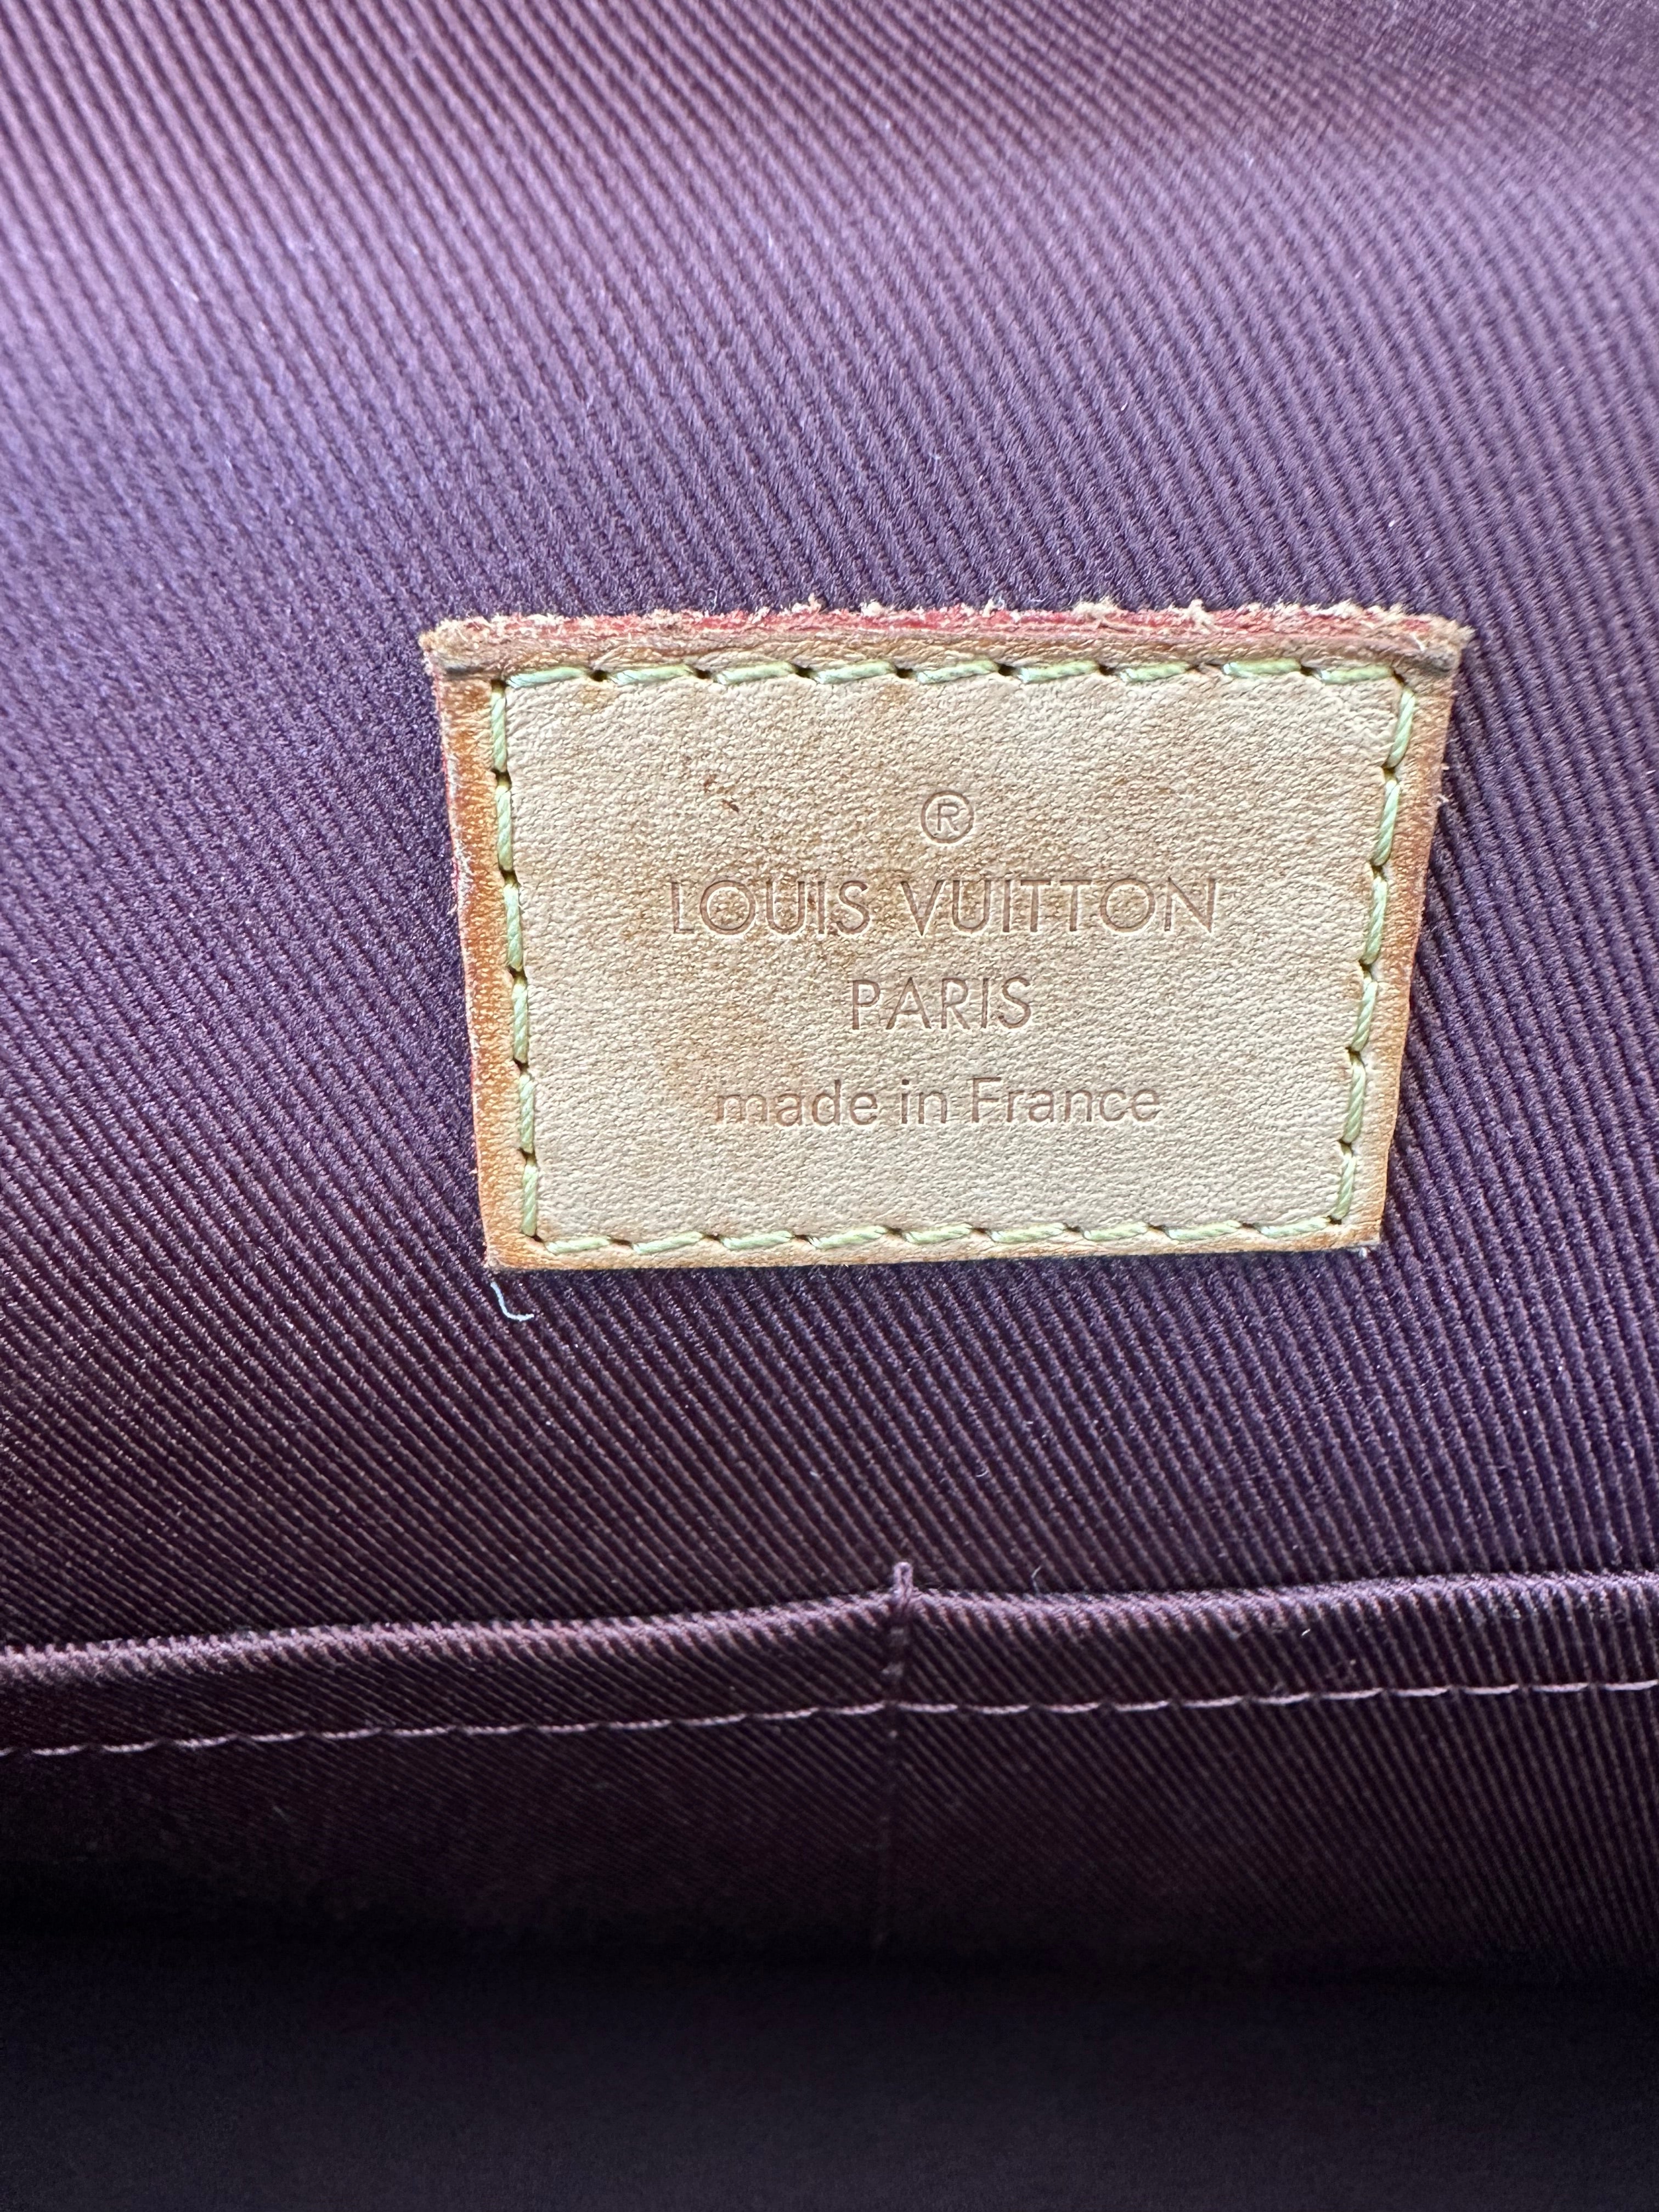 ®
LOUIS VUITTON
PARIS
made in France